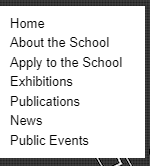 Home
About the School
Apply to the School
Exhibitions
Publications
News
Public Events